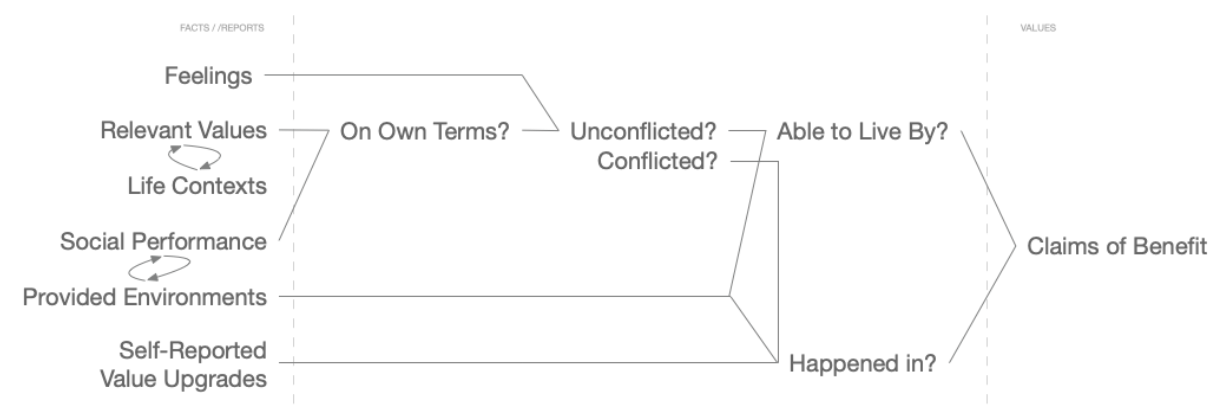 FACTS / /REPORTS
VALUES
Feelings
Relevant Values
On Own Terms?
Unconflicted?
Able to Live By?
Conflicted?
Life Contexts
Social Performance
Claims of Benefit
Provided Environments
Self-Reported
Value Upgrades
Happened in?